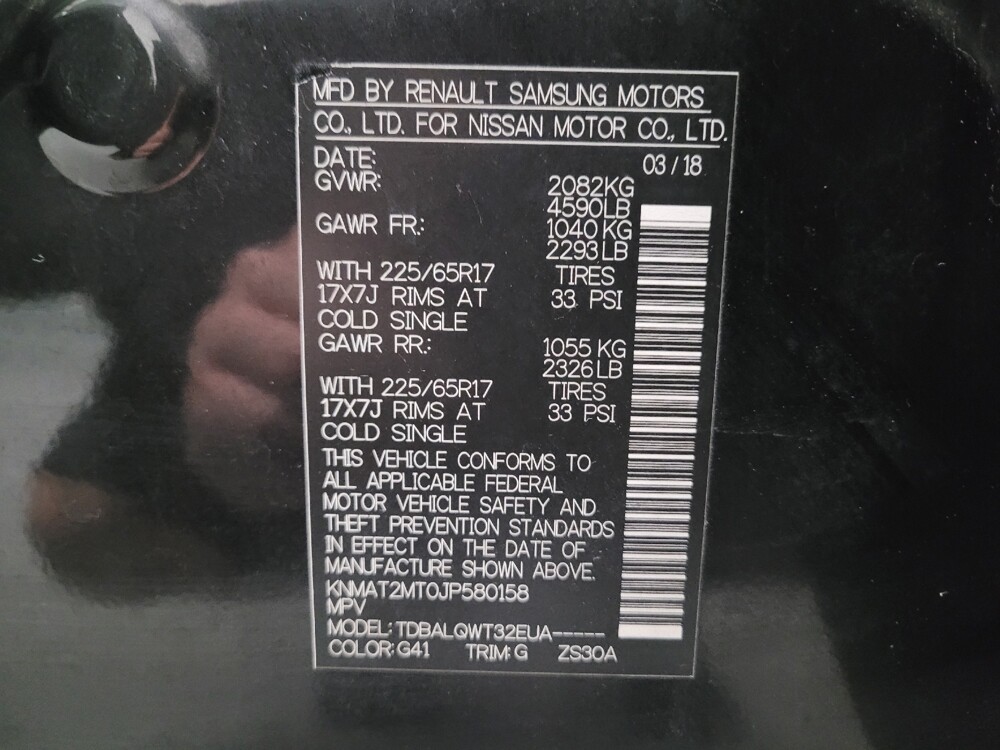 MFD BY RENAULT SAMSUNG MOTORS
CO., LTD. FOR NISSAN MOTOR CO., LTD.
DATE: 03 / 18
GVWR: 2082KG
4590LB
GAWR FR.: 1040 KG
2293 LB
WITH 225/65R17 TIRES
17X7J RIMS AT 33 PSI
COLD SINGLE
GAWR RR.: 1055 KG
2326 LB
WITH 225/65R17 TIRES
17X7J RIMS AT 33 PSI
COLD SINGLE
THIS VEHICLE CONFORMS TO
ALL APPLICABLE FEDERAL
MOTOR VEHICLE SAFETY AND
THEFT PREVENTION STANDARDS
IN EFFECT ON THE DATE OF
MANUFACTURE SHOWN ABOVE.
KNMAT2MT0JP580158
MPV
MODEL: TDBALQWT32EUA-----
COLOR: G41 TRIM: G ZS30A